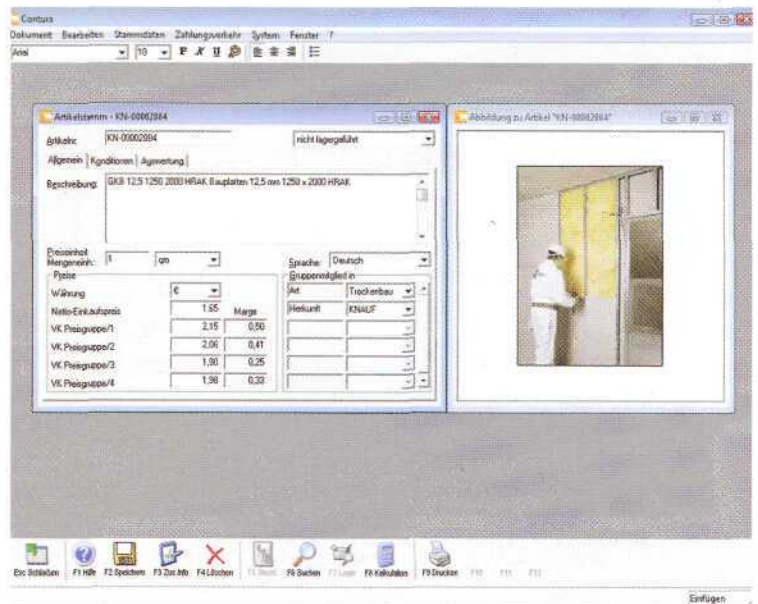 Contura
Dokument Bearbeiten Stammdaten Zahlungsverkehr System Fenster ?
Arial 10 F K U
Artikelstamm - KN-00002884
Artikelnr. KN-00002884 nicht lagergeführt
Allgemein Konditionen Auswertung
Beschreibung: GKB 12,5 1250 2000 HRAK Bauplatten 12,5 mm 1250 x 2000 HRAK
Preiseinheit
Mengeneinh.: 1 qm Sprache: Deutsch
Preise Gruppenmitglied in
Währung € Art Trockenbau
Netto-Einkaufspreis 1,65 Marge Herkunft KNAUF
VK Preisgruppe/1 2,15 0,50
VK Preisgruppe/2 2,06 0,41
VK Preisgruppe/3 1,90 0,25
VK Preisgruppe/4 1,98 0,33
Abbildung zu Artikel "KN-00002884"
Esc Schließen F1 Hilfe F2 Speichern F3 Zus.Info F4 Löschen F6 Suchen F7 Lager F8 Kalkulation F9 Drucken F10 F11 F12
Einfügen